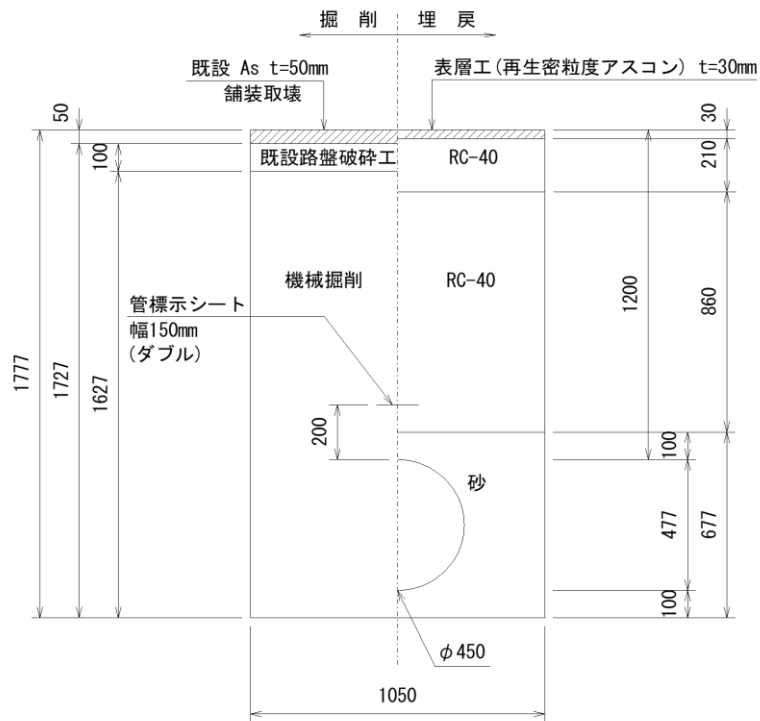 掘 削 埋 戻
既設 As t=50mm
舗装取壊
表層工(再生密粒度アスコン) t=30mm
50
30
100
既設路盤破砕工
RC-40
210
機械掘削
RC-40
1200
860
管標示シート
幅150mm
(ダブル)
1777
1727
1627
200
100
砂
477
677
100
φ450
1050